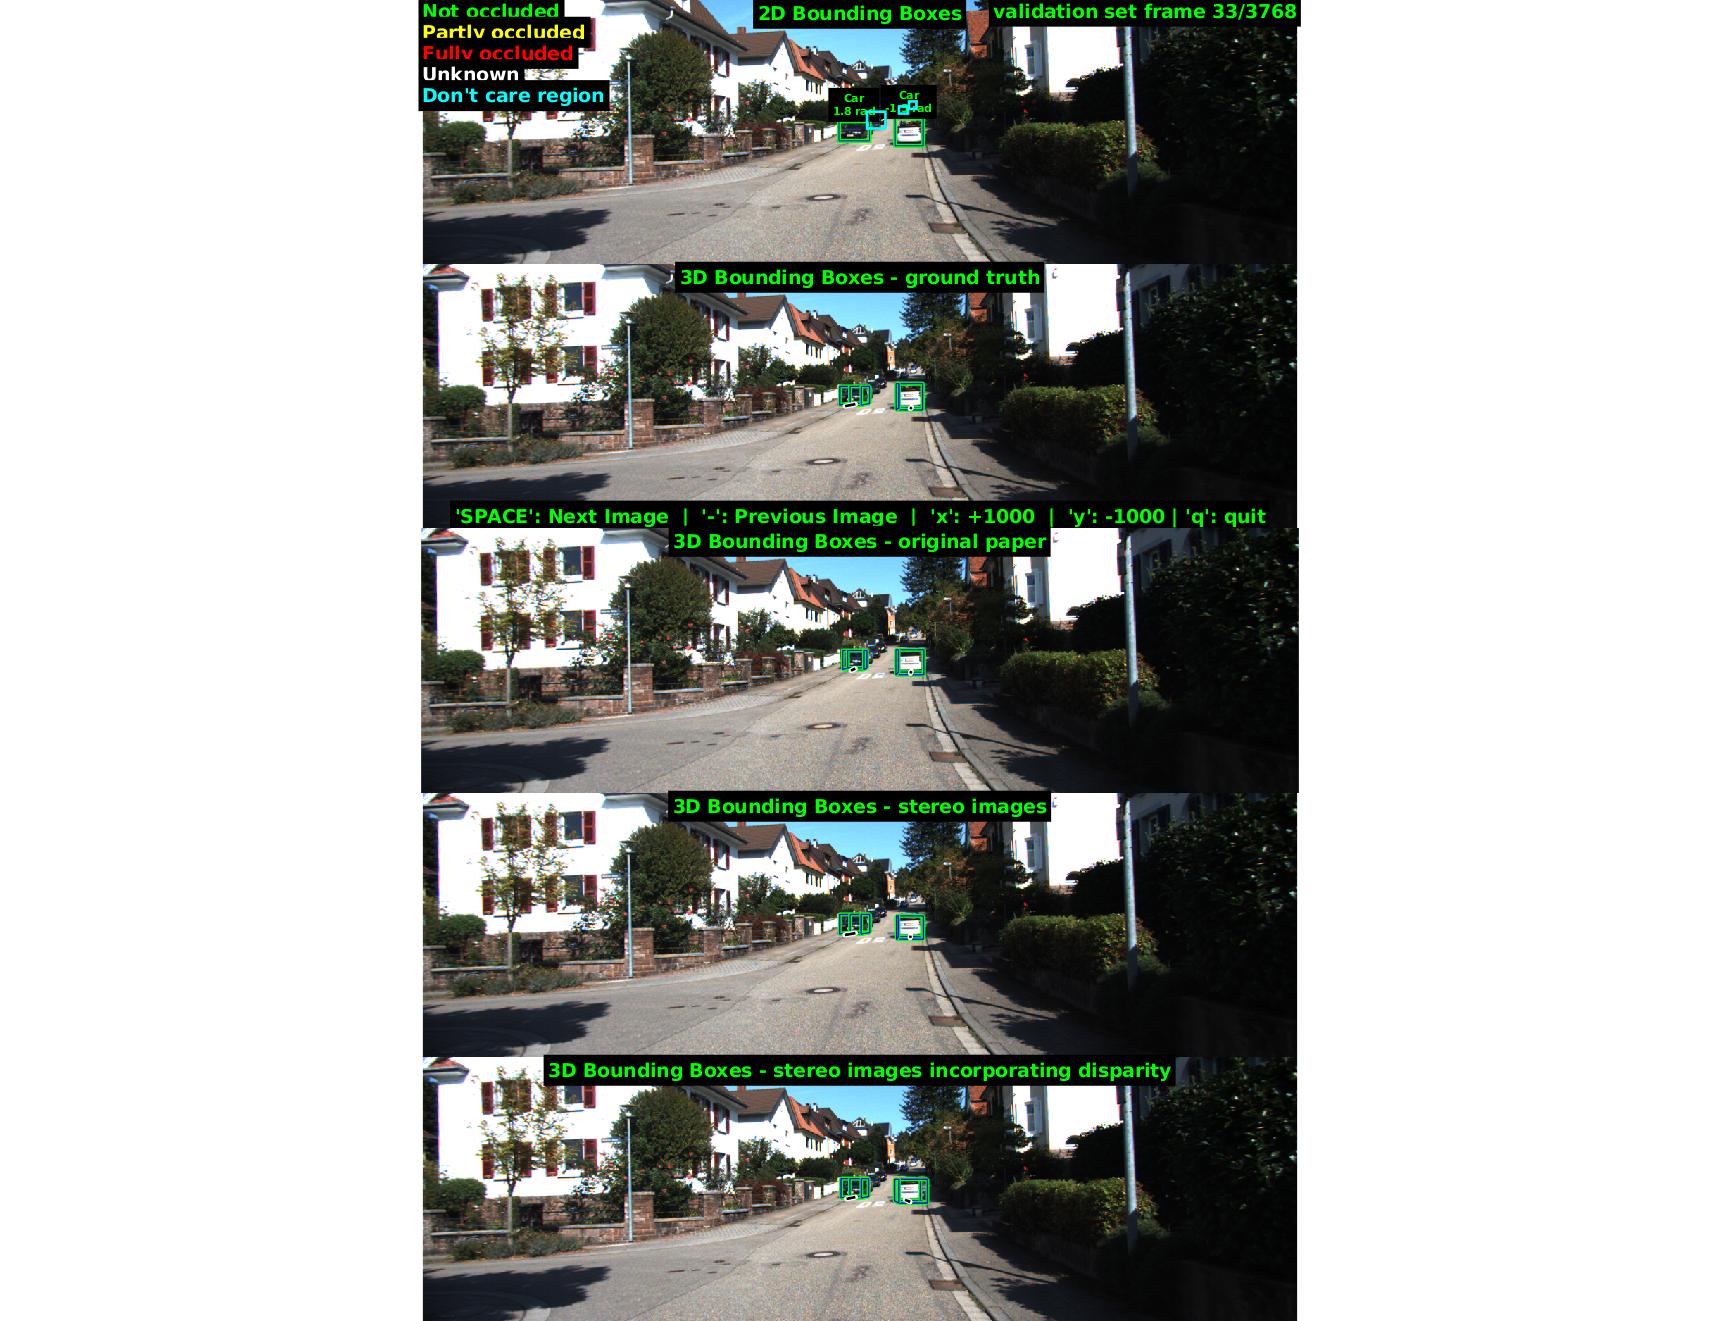 Not occluded
2D Bounding Boxes
validation set frame 33/3768
Partly occluded
Fully occluded
Unknown
Don't care region
Car
1.8 rad
Car
rad
3D Bounding Boxes - ground truth
'SPACE': Next Image | '-': Previous Image | 'x': +1000 | 'y': -1000 | 'q': quit
3D Bounding Boxes - original paper
3D Bounding Boxes - stereo images
3D Bounding Boxes - stereo images incorporating disparity